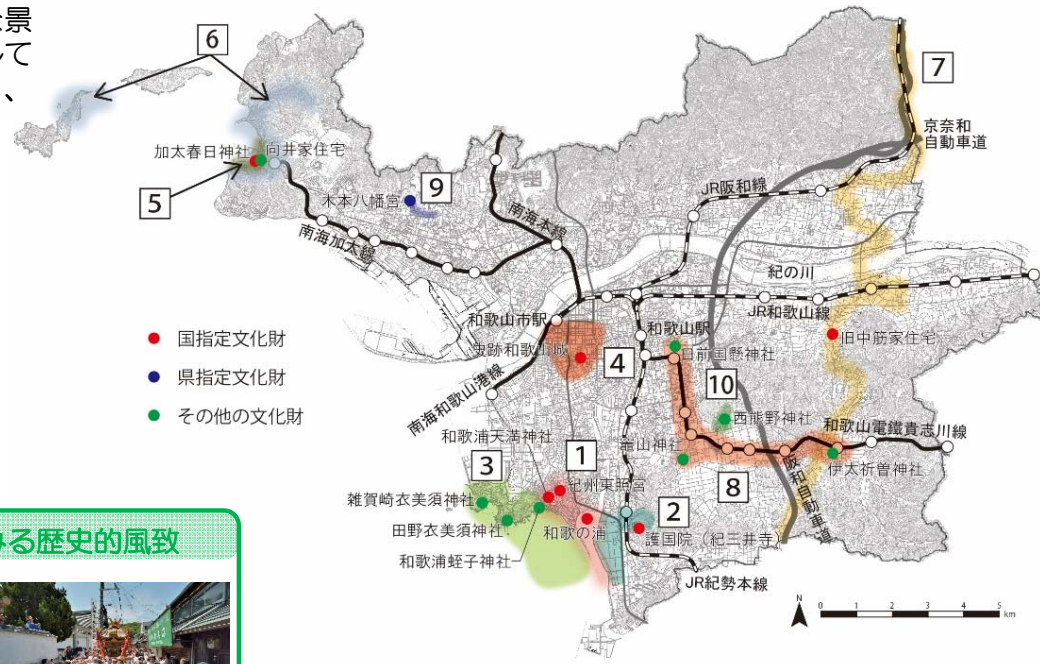 景
して
、
6
7
京奈和
自動車道
加太春日神社
向井家住宅
5
9
木本八幡宮
南海本線
JR阪和線
南海加太線
紀の川
JR和歌山線
和歌山市駅
和歌山駅
旧中筋家住宅
● 国指定文化財
● 県指定文化財
● その他の文化財
史跡和歌山城
4
日前国懸神社
10
西熊野神社
南海和歌山港線
和歌山電鐵貴志川線
和歌浦天満神社
竈山神社
伊太祁曽神社
阪和自動車道
3
1
紀州東照宮
8
雑賀崎衣美須神社
2
田野衣美須神社
和歌の浦
護国院（紀三井寺）
和歌浦蛭子神社
JR紀勢本線
N
0 1 2 3 4 5
km
みる歴史的風致